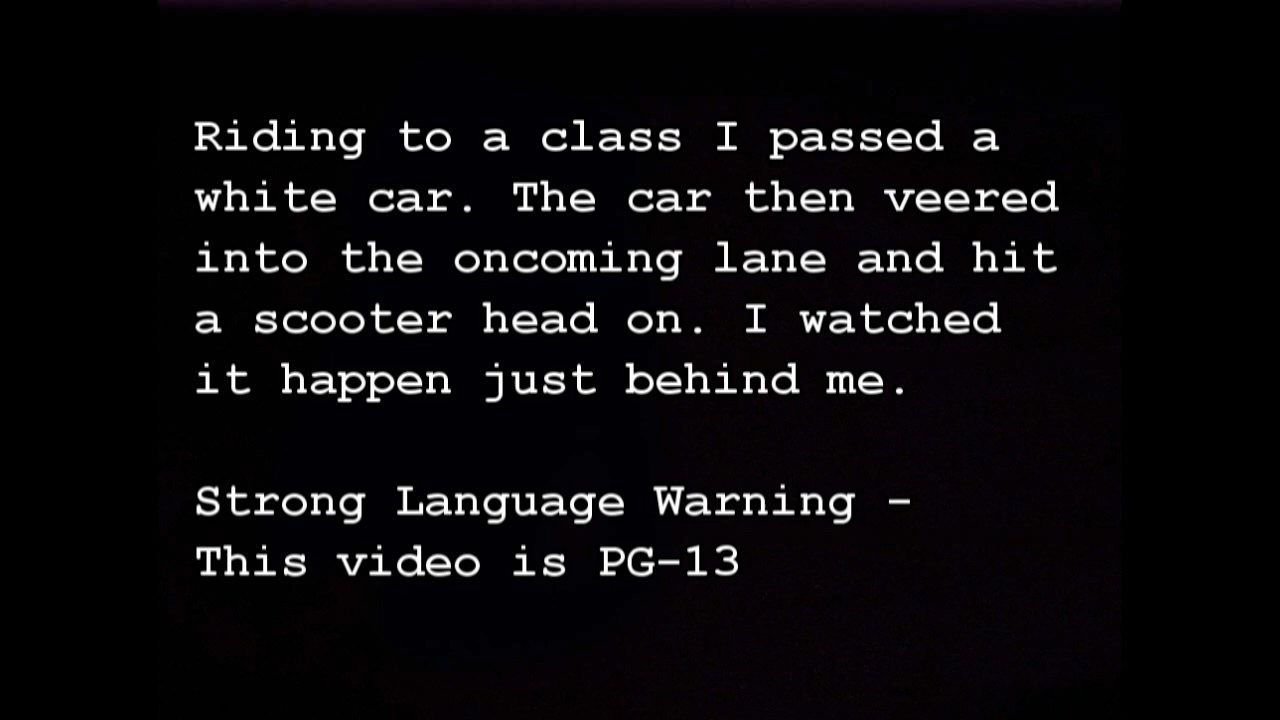 Riding to a class I passed a
white car. The car then veered
into the oncoming lane and hit
a scooter head on. I watched
it happen just behind me.
Strong Language Warning -
This video is PG-13